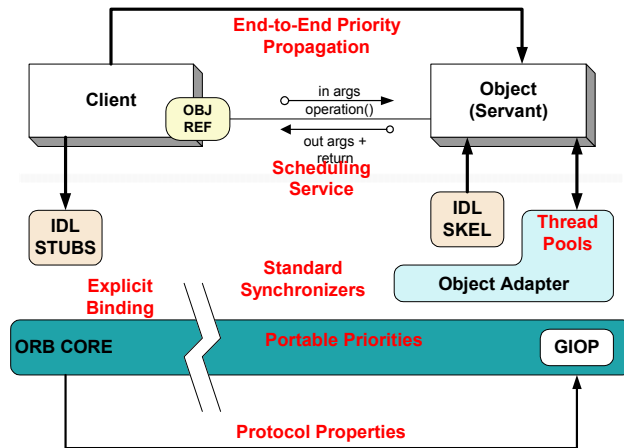 End-to-End Priority
Propagation
Client
OBJ
REF
in args
operation()
out args +
return
Object
(Servant)
Scheduling
Service
IDL
STUBS
IDL
SKEL
Thread
Pools
Object Adapter
Explicit
Binding
Standard
Synchronizers
ORB CORE
Portable Priorities
GIOP
Protocol Properties